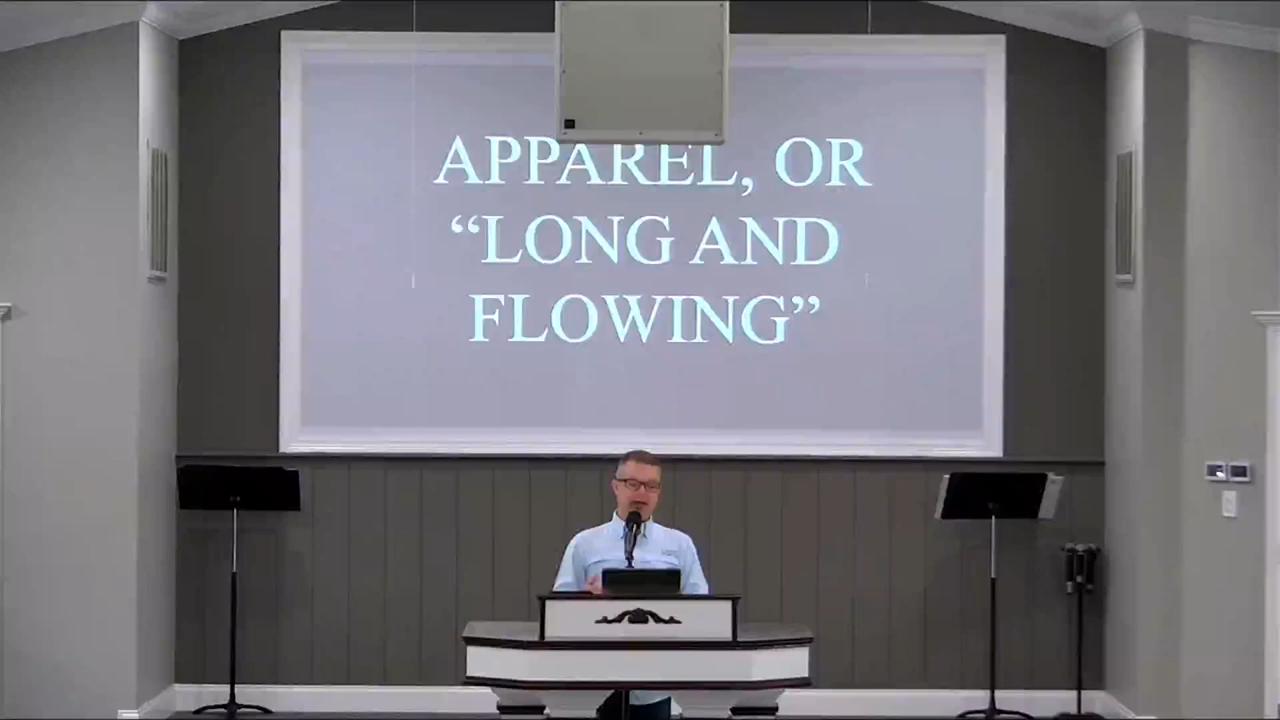 APPAREL, OR
“LONG AND
FLOWING”